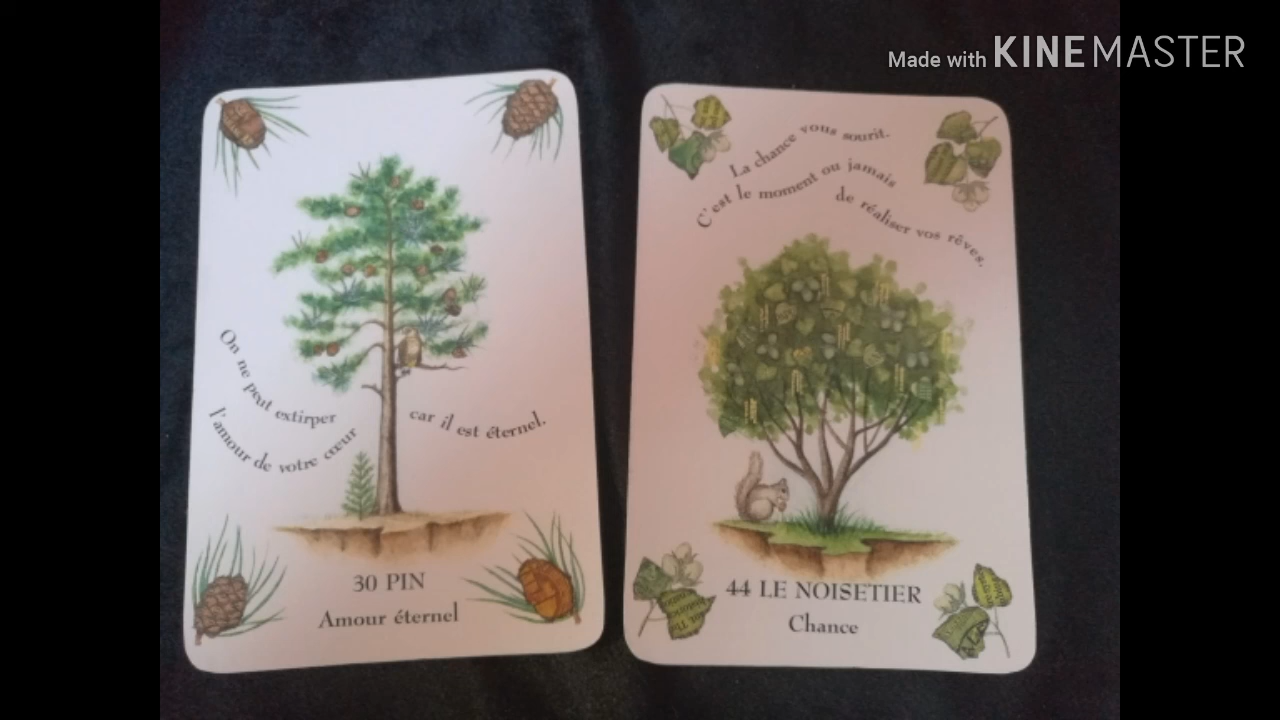 Made with KINEMASTER
On ne peut extirper
l'amour de votre cœur
car il est éternel.
30 PIN
Amour éternel
La chance vous sourit.
C'est le moment ou jamais
de réaliser vos rêves.
44 LE NOISETIER
Chance